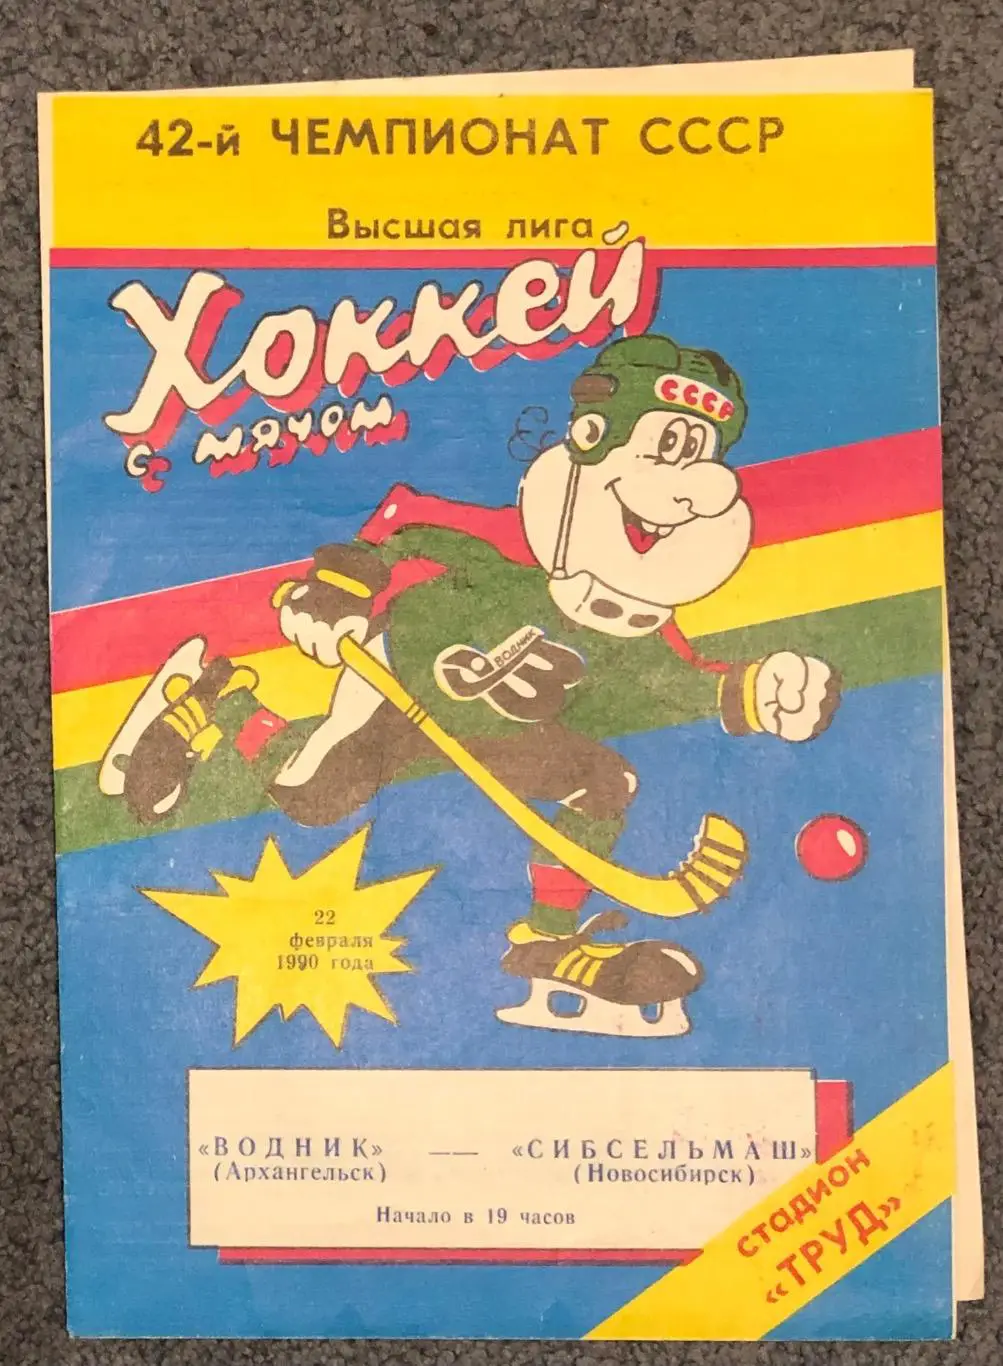 42-й ЧЕМПИОНАТ СССР
Высшая лига
Хоккей
с мячом
СССР
ВОДНИК
22
февраля
1990 года
«ВОДНИК» — «СИБСЕЛЬМАШ»
(Архангельск) (Новосибирск)
Начало в 19 часов
стадион
«ТРУД»